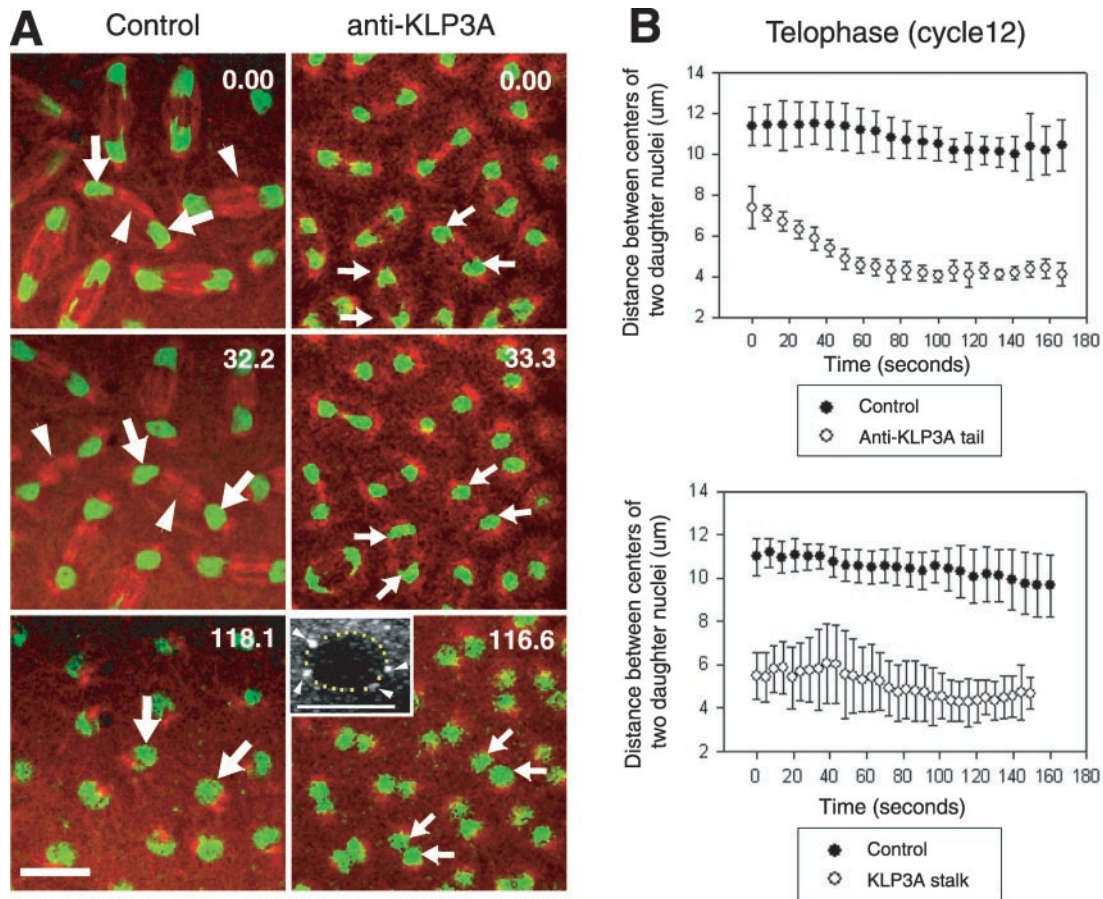 A
Control
anti-KLP3A
0.00
0.00
32.2
33.3
118.1
116.6
B
Telophase (cycle12)
Distance between centers of
two daughter nuclei (um)
14
12
10
8
6
4
2
0 20 40 60 80 100 120 140 160 180
Time (seconds)
Control
Anti-KLP3A tail
Distance between centers of
two daughter nuclei (um)
14
12
10
8
6
4
2
0 20 40 60 80 100 120 140 160 180
Time (seconds)
Control
KLP3A stalk